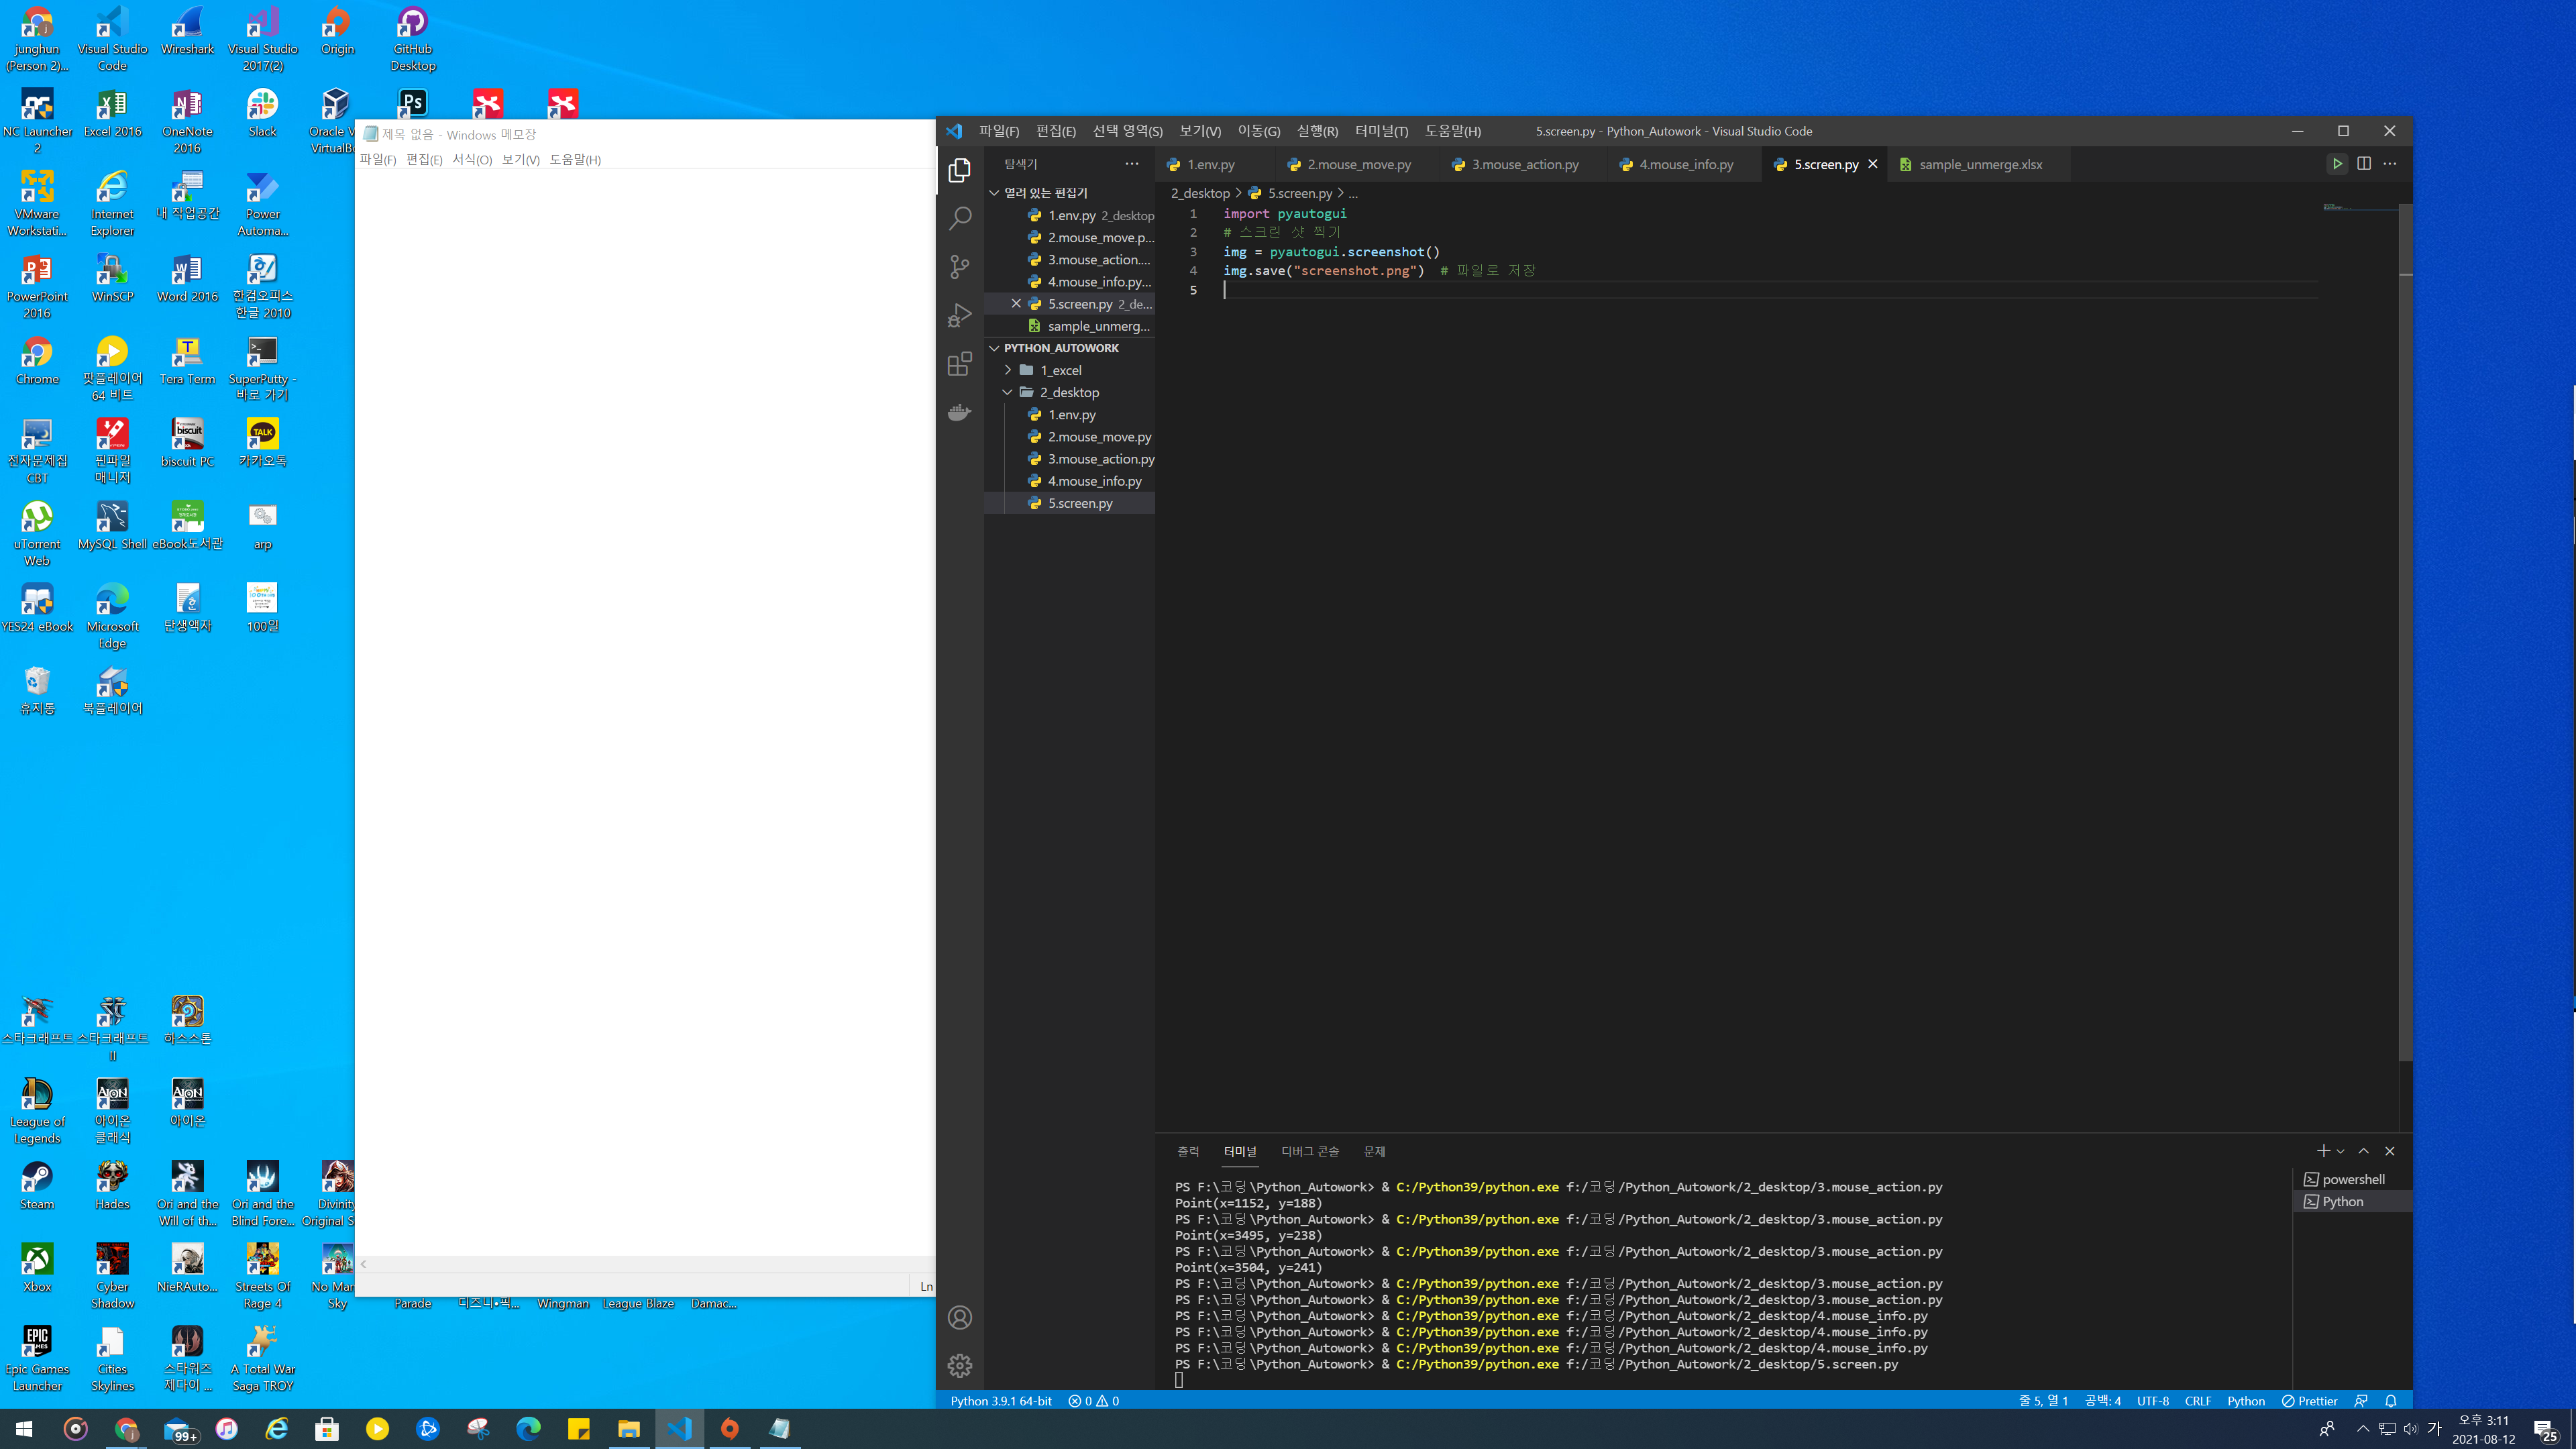 junghun (Person 2)...
Visual Studio Code
Wireshark
Visual Studio 2017(2)
Origin
GitHub Desktop
NC Launcher 2
Excel 2016
OneNote 2016
Slack
Oracle V
VirtualB
VMware Workstati...
Internet Explorer
내 작업공간
Power Automa...
PowerPoint 2016
WinSCP
Word 2016
한컴오피스 한글 2010
Chrome
팟플레이어 64 비트
Tera Term
SuperPutty - 바로 가기
전자문제집 CBT
핀파일 매니저
biscuit PC
카카오톡
uTorrent Web
MySQL Shell
eBook도서관
arp
YES24 eBook
Microsoft Edge
탄생액자
100일
휴지통
북플레이어
스타크래프트
스타크래프트 II
하스스톤
League of Legends
아이온 클래식
아이온
Steam
Hades
Ori and the Will of th...
Ori and the Blind Fore...
Divinity
Original S
Xbox
Cyber Shadow
NieRAuto...
Streets Of Rage 4
No Man
Sky
Parade
디즈니•픽...
Wingman
League Blaze
Damac...
Epic Games Launcher
Cities Skylines
스타워즈 제다이 ...
A Total War Saga TROY
제목 없음 - Windows 메모장
파일(F) 편집(E) 서식(O) 보기(V) 도움말(H)
Ln
파일(F) 편집(E) 선택 영역(S) 보기(V) 이동(G) 실행(R) 터미널(T) 도움말(H)
5.screen.py - Python_Autowork - Visual Studio Code
탐색기
열려 있는 편집기
1.env.py 2_desktop
2.mouse_move.p...
3.mouse_action....
4.mouse_info.py...
5.screen.py 2_de...
sample_unmerg...
PYTHON_AUTOWORK
1_excel
2_desktop
1.env.py
2.mouse_move.py
3.mouse_action.py
4.mouse_info.py
5.screen.py
1.env.py 2.mouse_move.py 3.mouse_action.py 4.mouse_info.py 5.screen.py sample_unmerge.xlsx
2_desktop > 5.screen.py > ...
1 import pyautogui
2 # 스크린 샷 찍기
3 img = pyautogui.screenshot()
4 img.save("screenshot.png") # 파일로 저장
5
출력 터미널 디버그 콘솔 문제
PS F:\코딩\Python_Autowork> & C:/Python39/python.exe f:/코딩/Python_Autowork/2_desktop/3.mouse_action.py
Point(x=1152, y=188)
PS F:\코딩\Python_Autowork> & C:/Python39/python.exe f:/코딩/Python_Autowork/2_desktop/3.mouse_action.py
Point(x=3495, y=238)
PS F:\코딩\Python_Autowork> & C:/Python39/python.exe f:/코딩/Python_Autowork/2_desktop/3.mouse_action.py
Point(x=3504, y=241)
PS F:\코딩\Python_Autowork> & C:/Python39/python.exe f:/코딩/Python_Autowork/2_desktop/3.mouse_action.py
PS F:\코딩\Python_Autowork> & C:/Python39/python.exe f:/코딩/Python_Autowork/2_desktop/3.mouse_action.py
PS F:\코딩\Python_Autowork> & C:/Python39/python.exe f:/코딩/Python_Autowork/2_desktop/4.mouse_info.py
PS F:\코딩\Python_Autowork> & C:/Python39/python.exe f:/코딩/Python_Autowork/2_desktop/4.mouse_info.py
PS F:\코딩\Python_Autowork> & C:/Python39/python.exe f:/코딩/Python_Autowork/2_desktop/4.mouse_info.py
PS F:\코딩\Python_Autowork> & C:/Python39/python.exe f:/코딩/Python_Autowork/2_desktop/5.screen.py
powershell
Python
Python 3.9.1 64-bit 0 0
줄 5, 열 1 공백: 4 UTF-8 CRLF Python Prettier
99+
가
오후 3:11
2021-08-12
25